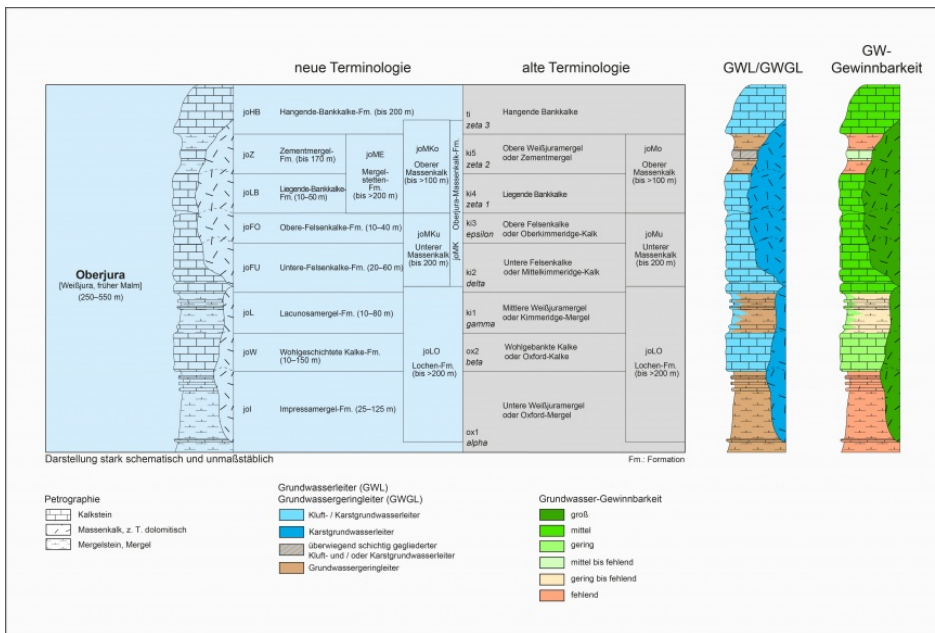 neue Terminologie
alte Terminologie
GWL/GWGL
GW-
Gewinnbarkeit
Oberjura
[Weißjura, früher Malm]
(250–550 m)
joHB
Hangende-Bankkalke-Fm. (bis 200 m)
joZ
Zementmergel-
Fm. (bis 170 m)
joLB
Liegende-Bankkalke-
Fm. (10–50 m)
joME
Mergel-
stetten-
Fm.
(bis >200 m)
joMKo
Oberer
Massenkalk
(bis >100 m)
joFO
Obere-Felsenkalke-Fm. (10–40 m)
joFU
Untere-Felsenkalke-Fm. (20–60 m)
joMKu
Unterer
Massenkalk
(bis 200 m)
joMK
Oberjura-Massenkalk-Fm.
joL
Lacunosamergel-Fm. (10–80 m)
joW
Wohlgeschichtete Kalke-Fm.
(10–150 m)
joI
Impressamergel-Fm. (25–125 m)
joLO
Lochen-Fm.
(bis >200 m)
ti
zeta 3
Hangende Bankkalke
ki5
zeta 2
Obere Weißjuramergel
oder Zementmergel
ki4
zeta 1
Liegende Bankkalke
joMo
Oberer
Massenkalk
(bis >100 m)
ki3
epsilon
Obere Felsenkalke
oder Oberkimmeridge-Kalk
ki2
delta
Untere Felsenkalke
oder Mittelkimmeridge-Kalk
joMu
Unterer
Massenkalk
(bis 200 m)
ki1
gamma
Mittlere Weißjuramergel
oder Kimmeridge-Mergel
ox2
beta
Wohlgebankte Kalke
oder Oxford-Kalke
ox1
alpha
Untere Weißjuramergel
oder Oxford-Mergel
joLO
Lochen-Fm.
(bis >200 m)
Darstellung stark schematisch und unmaßstäblich
Fm.: Formation
Petrographie
Kalkstein
Massenkalk, z. T. dolomitisch
Mergelstein, Mergel
Grundwasserleiter (GWL)
Grundwassergeringleiter (GWGL)
Kluft- / Karstgrundwasserleiter
Karstgrundwasserleiter
überwiegend schichtig gegliederter
Kluft- und / oder Karstgrundwasserleiter
Grundwassergeringleiter
Grundwasser-Gewinnbarkeit
groß
mittel
gering
mittel bis fehlend
gering bis fehlend
fehlend